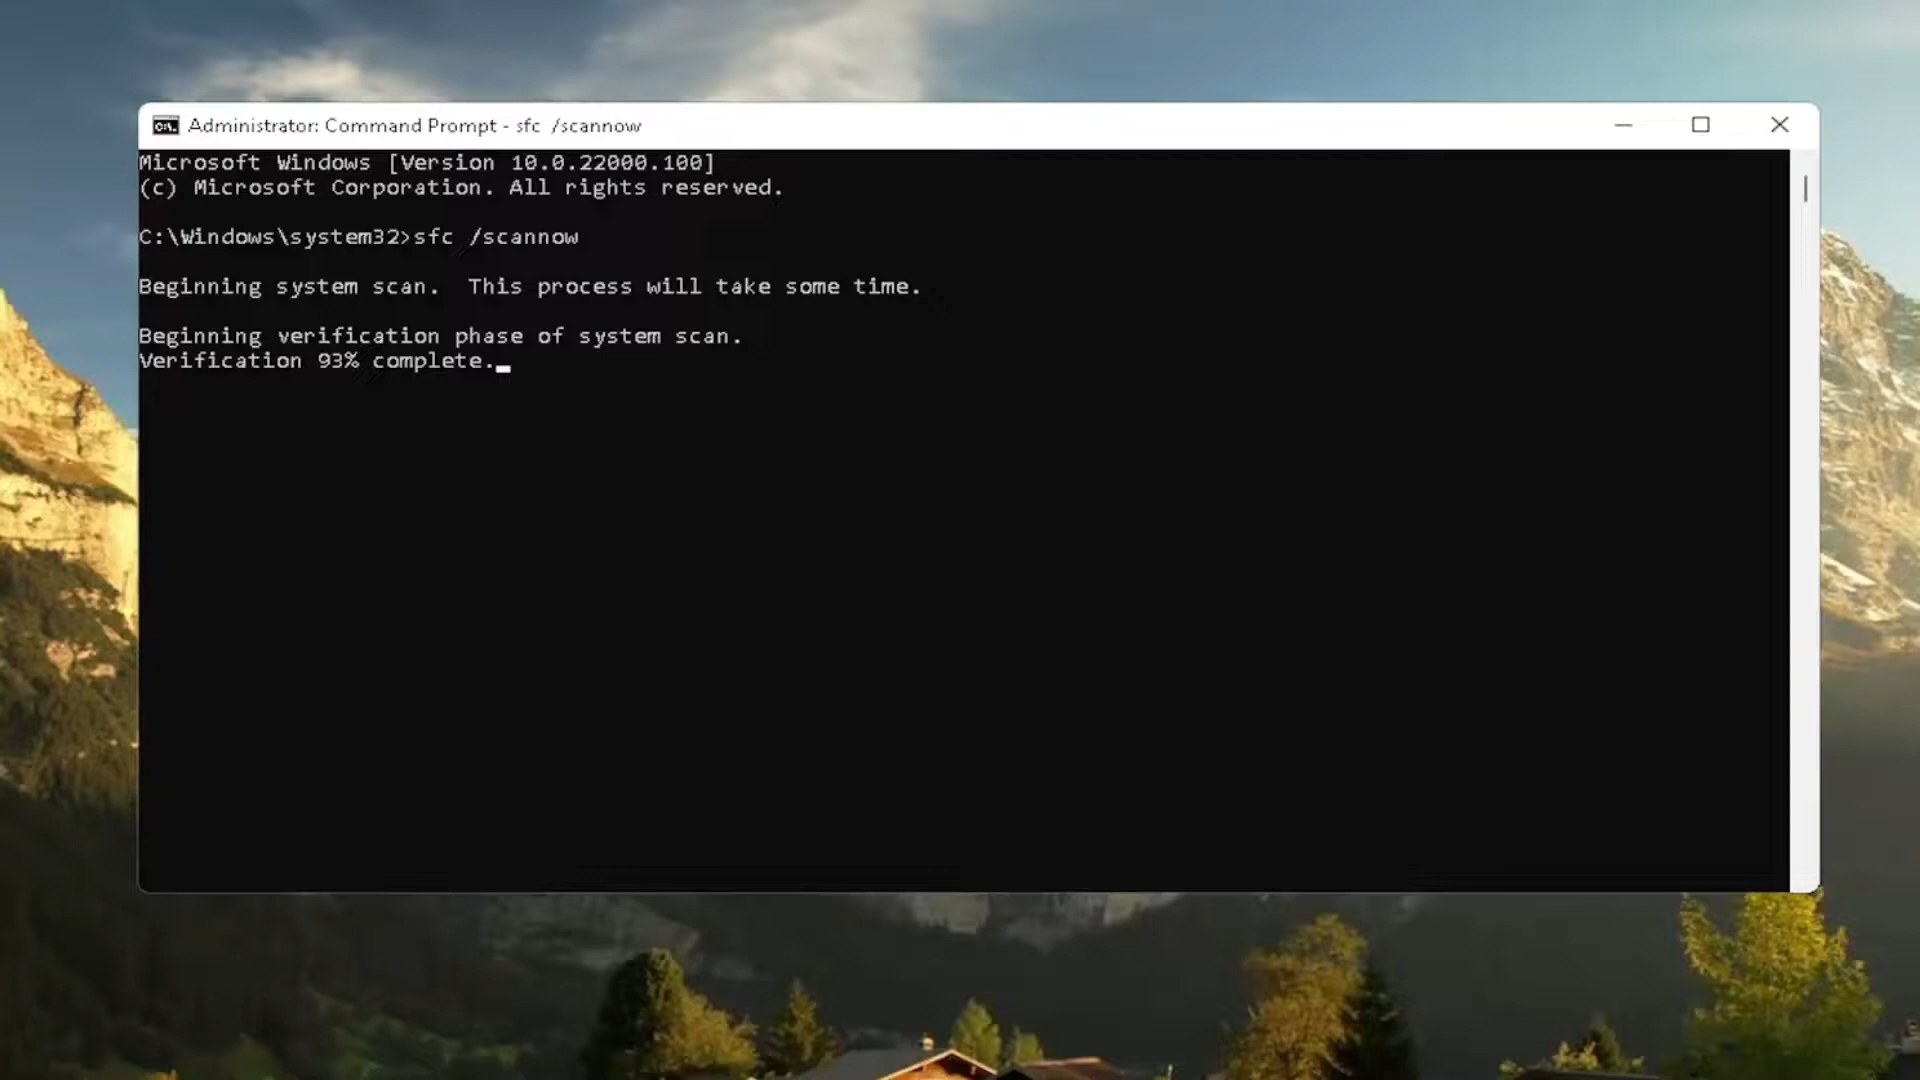 Administrator: Command Prompt - sfc  /scannow
Microsoft Windows [Version 10.0.22000.100]
(c) Microsoft Corporation. All rights reserved.
C:\Windows\system32>sfc /scannow
Beginning system scan.  This process will take some time.
Beginning verification phase of system scan.
Verification 93% complete.